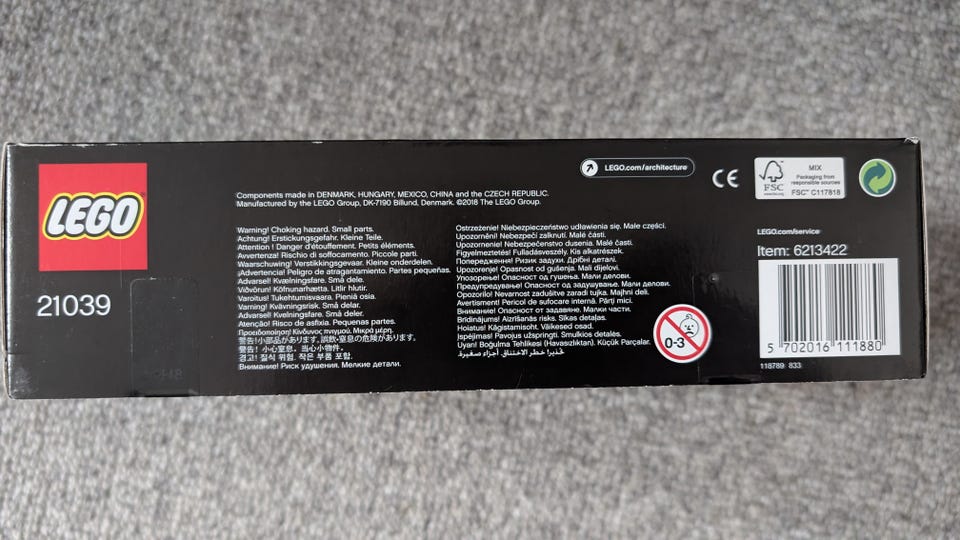 LEGO
21039
Components made in DENMARK, HUNGARY, MEXICO, CHINA and the CZECH REPUBLIC.
Manufactured by the LEGO Group, DK-7190 Billund, Denmark. ©2018 The LEGO Group.
Warning! Choking hazard. Small parts.
Achtung! Erstickungsgefahr. Kleine Teile.
Attention ! Danger d'étouffement. Petits éléments.
Avvertenza! Rischio di soffocamento. Piccole parti.
Waarschuwing! Verstikkingsgevaar. Kleine onderdelen.
¡Advertencia! Peligro de atragantamiento. Partes pequeñas.
Advarsel! Kvælningsfare. Små dele.
Viðvörun! Köfnunarhætta. Litlir hlutir.
Varoitus! Tukehtumisvaara. Pieniä osia.
Varning! Kvävningsrisk. Små delar.
Advarsel! Kvelningsfare. Små deler.
Atenção! Risco de asfixia. Pequenas partes.
Προειδοποίηση! Κίνδυνος πνιγμού. Μικρά μέρη.
警告!小部品があります。誤飲・窒息の危険があります。
警告! 小心窒息。当心小物件。
경고! 질식 위험. 작은 부품 포함.
Внимание! Риск удушения. Мелкие детали.
Ostrzeżenie! Niebezpieczeństwo udławienia się. Małe części.
Upozornění! Nebezpečí zalknutí. Malé části.
Upozornenie! Nebezpečenstvo dusenia. Malé časti.
Figyelmeztetés! Fulladásveszély. Kis alkatrészek.
Попередження! Ризик задухи. Дрібні деталі.
Upozorenje! Opasnost od gušenja. Mali dijelovi.
Упозорење! Опасност од гушења. Мали делови.
Предупреждение! Опасност от задушаване. Малки части.
Opozorilo! Nevarnost zadušitve zaradi tujka. Majhni deli.
Avertisment! Pericol de sufocare internă. Părţi mici.
Внимание! Опасност от задавяне. Малки части.
Brīdinājums! Aizrīšanās risks. Sīkas detaļas.
Hoiatus! Kägistamisoht. Väikesed osad.
Įspėjimas! Pavojus užspringti. Smulkios detalės.
Uyarı! Boğulma Tehlikesi (Havasızlıktan). Küçük Parçalar.
تحذير! خطر الاختناق. أجزاء صغيرة.
0-3
LEGO.com/architecture
CE
FSC
www.fsc.org
MIX
Packaging from
responsible sources
FSC™ C117818
LEGO.com/service
Item: 6213422
5 702016 111880
118789 833